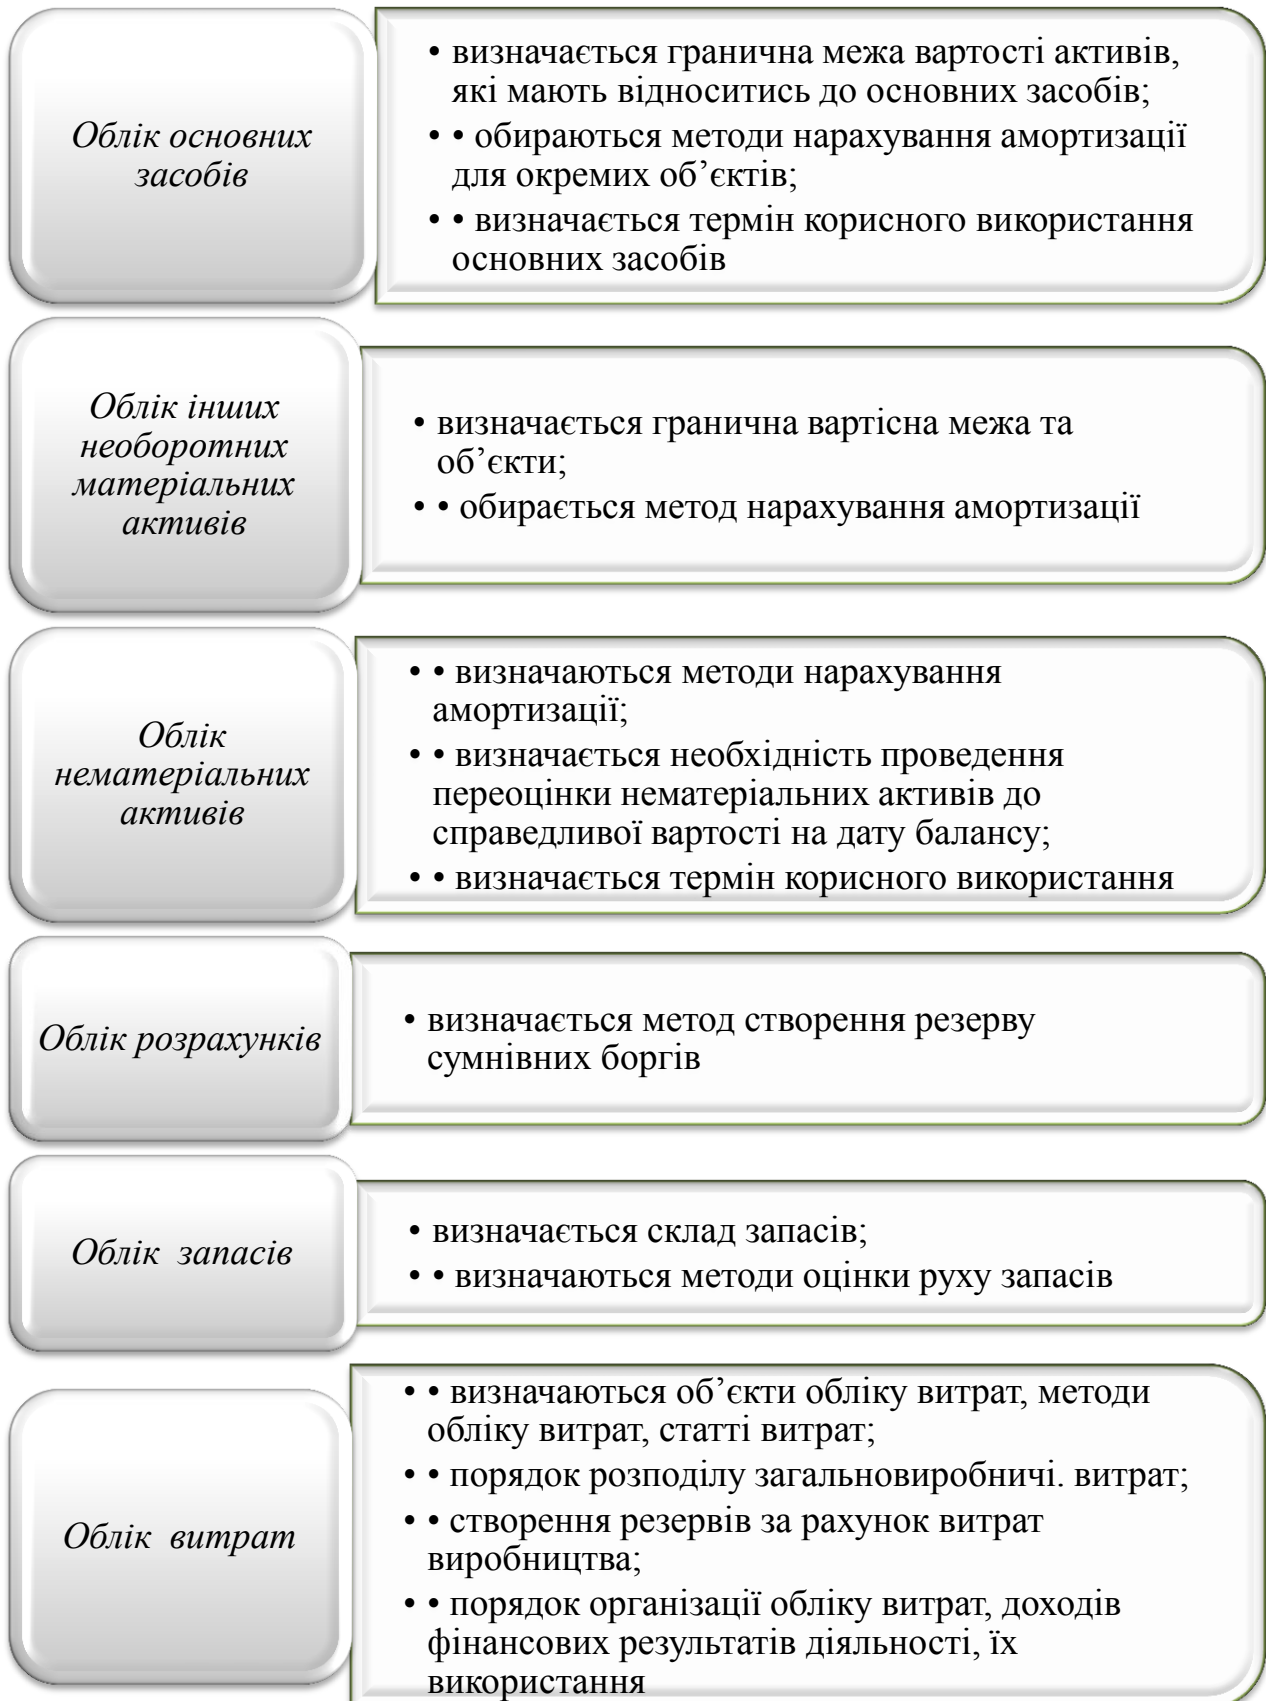 Облік основних
засобів
• визначається гранична межа вартості активів,
які мають відноситись до основних засобів;
• • обираються методи нарахування амортизації
для окремих об’єктів;
• • визначається термін корисного використання
основних засобів
Облік інших
необоротних
матеріальних
активів
• визначається гранична вартісна межа та
об’єкти;
• • обирається метод нарахування амортизації
Облік
нематеріальних
активів
• • визначаються методи нарахування
амортизації;
• • визначається необхідність проведення
переоцінки нематеріальних активів до
справедливої вартості на дату балансу;
• • визначається термін корисного використання
Облік розрахунків
• визначається метод створення резерву
сумнівних боргів
Облік запасів
• визначається склад запасів;
• • визначаються методи оцінки руху запасів
Облік витрат
• • визначаються об’єкти обліку витрат, методи
обліку витрат, статті витрат;
• • порядок розподілу загальновиробничі. витрат;
• • створення резервів за рахунок витрат
виробництва;
• • порядок організації обліку витрат, доходів
фінансових результатів діяльності, їх
використання